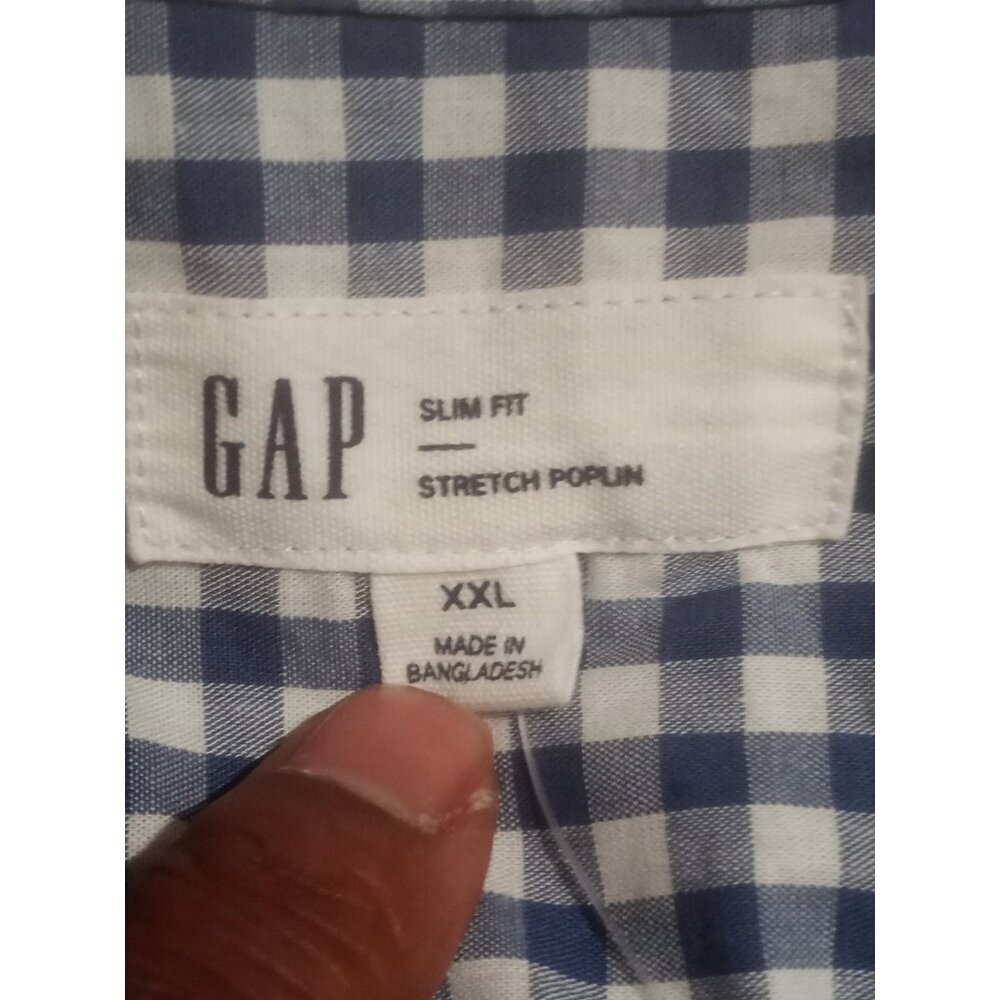 GAP
SLIM FIT
STRETCH POPLIN
XXL
MADE IN
BANGLADESH